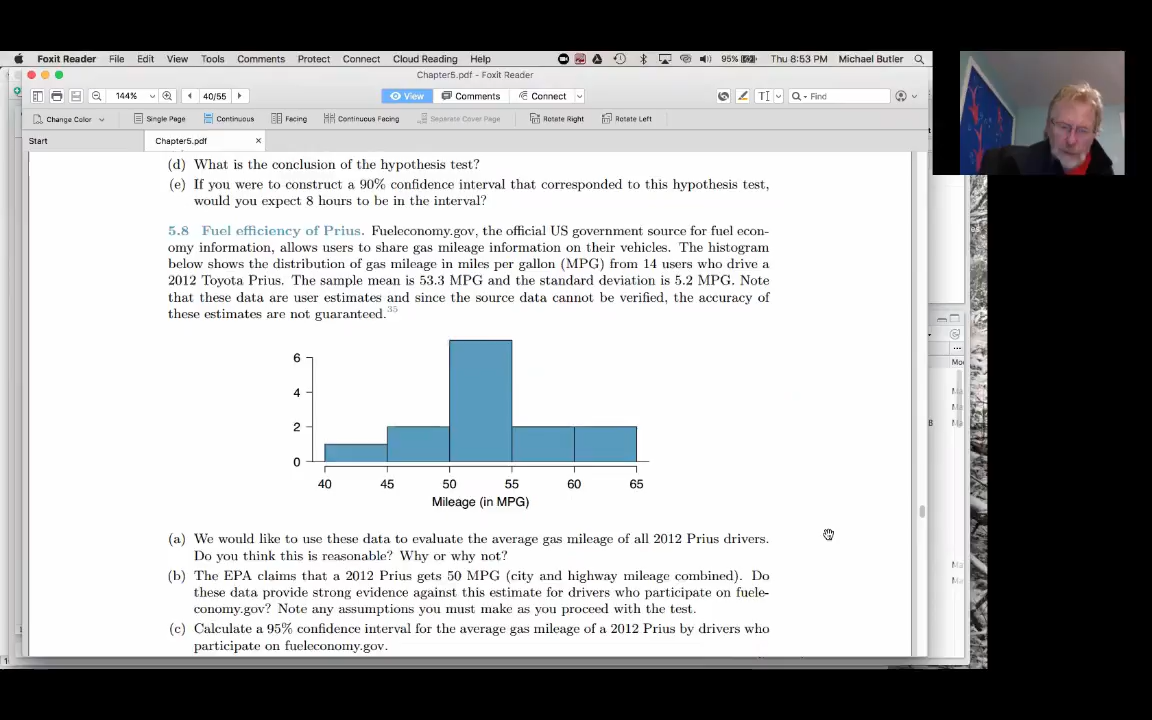 Foxit Reader File Edit View Tools Comments Protect Connect Cloud Reading Help 95% Thu 8:53 PM Michael Butler
Chapter5.pdf - Foxit Reader
144% 40/55 View Comments Connect Find
Change Color Single Page Continuous Facing Continuous Facing Separate Cover Page Rotate Right Rotate Left
Start Chapter5.pdf
(d) What is the conclusion of the hypothesis test?
(e) If you were to construct a 90% confidence interval that corresponded to this hypothesis test,
would you expect 8 hours to be in the interval?
5.8 Fuel efficiency of Prius. Fueleconomy.gov, the official US government source for fuel econ-
omy information, allows users to share gas mileage information on their vehicles. The histogram
below shows the distribution of gas mileage in miles per gallon (MPG) from 14 users who drive a
2012 Toyota Prius. The sample mean is 53.3 MPG and the standard deviation is 5.2 MPG. Note
that these data are user estimates and since the source data cannot be verified, the accuracy of
these estimates are not guaranteed.35
6
4
2
0
40 45 50 55 60 65
Mileage (in MPG)
(a) We would like to use these data to evaluate the average gas mileage of all 2012 Prius drivers.
Do you think this is reasonable? Why or why not?
(b) The EPA claims that a 2012 Prius gets 50 MPG (city and highway mileage combined). Do
these data provide strong evidence against this estimate for drivers who participate on fuele-
conomy.gov? Note any assumptions you must make as you proceed with the test.
(c) Calculate a 95% confidence interval for the average gas mileage of a 2012 Prius by drivers who
participate on fueleconomy.gov.